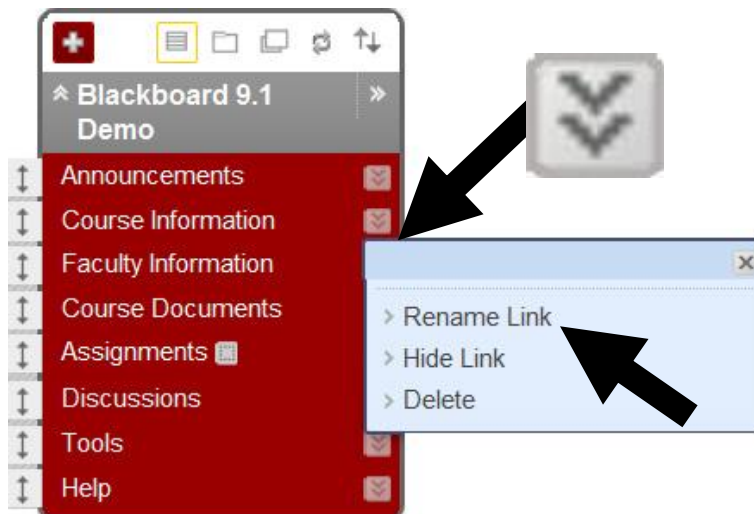 Blackboard 9.1
Demo
Announcements
Course Information
Faculty Information
Course Documents
Assignments
Discussions
Tools
Help
Rename Link
Hide Link
Delete